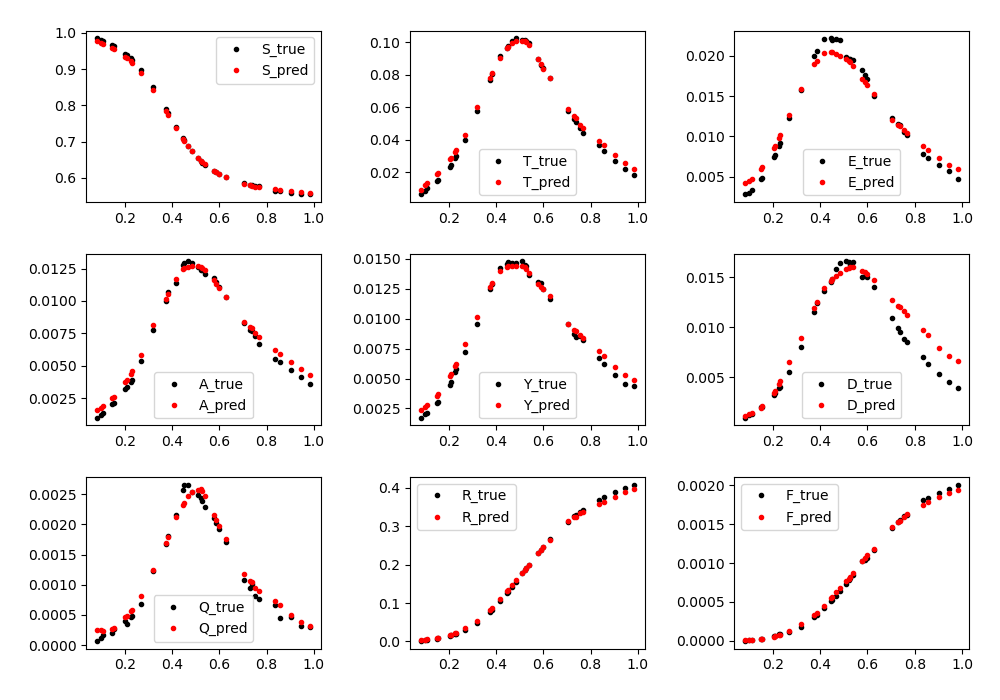 1.0
0.9
0.8
0.7
0.6
S_true
S_pred
0.2 0.4 0.6 0.8 1.0
0.10
0.08
0.06
0.04
0.02
T_true
T_pred
0.2 0.4 0.6 0.8 1.0
0.020
0.015
0.010
0.005
E_true
E_pred
0.2 0.4 0.6 0.8 1.0
0.0125
0.0100
0.0075
0.0050
0.0025
A_true
A_pred
0.2 0.4 0.6 0.8 1.0
0.0150
0.0125
0.0100
0.0075
0.0050
0.0025
Y_true
Y_pred
0.2 0.4 0.6 0.8 1.0
0.015
0.010
0.005
D_true
D_pred
0.2 0.4 0.6 0.8 1.0
0.0025
0.0020
0.0015
0.0010
0.0005
0.0000
Q_true
Q_pred
0.2 0.4 0.6 0.8 1.0
0.4
0.3
0.2
0.1
0.0
R_true
R_pred
0.2 0.4 0.6 0.8 1.0
0.0020
0.0015
0.0010
0.0005
0.0000
F_true
F_pred
0.2 0.4 0.6 0.8 1.0